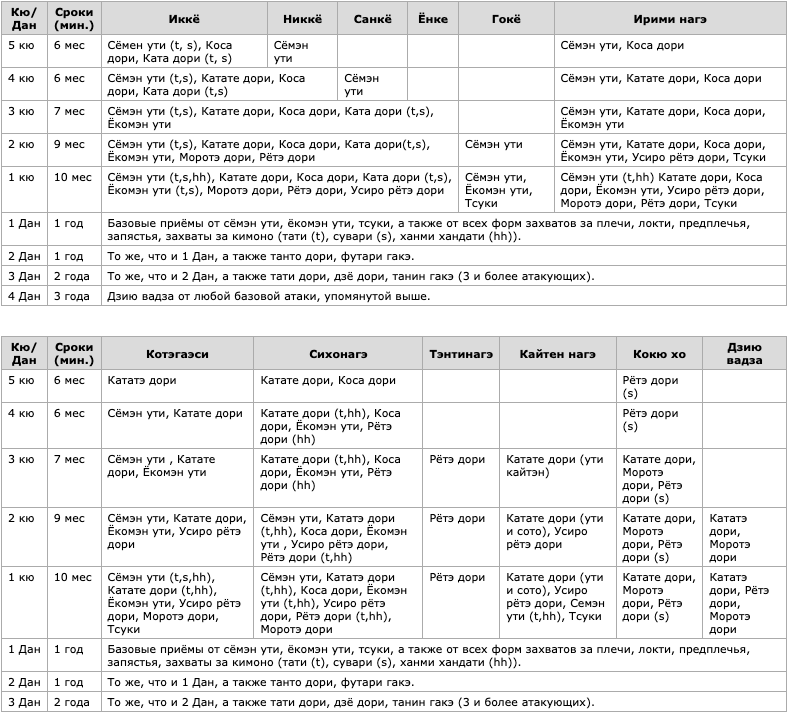 Кю/ Дан Сроки (мин.) Иккё Никкё Санкё Ёнке Гокё Ирими нагэ
5 кю 6 мес Сёмен ути (t, s), Коса Сёмэн Сёмэн ути, Коса дори
дори, Ката дори (t, s) ути
4 кю 6 мес Сёмэн ути (t,s), Катате дори, Коса Сёмэн Сёмэн ути, Катате дори, Коса дори
дори, Ката дори (t,s) ути
3 кю 7 мес Сёмэн ути (t,s), Катате дори, Коса дори, Ката дори (t,s), Сёмэн ути, Катате дори, Коса дори,
Ёкомэн ути Ёкомэн ути
2 кю 9 мес Сёмэн ути (t,s), Катате дори, Коса дори, Ката дори(t,s), Сёмэн ути Сёмэн ути, Катате дори, Коса дори,
Ёкомэн ути, Моротэ дори, Рётэ дори Ёкомэн ути, Усиро рётэ дори, Тсуки
1 кю 10 мес Сёмэн ути (t,s,hh), Катате дори, Коса дори, Ката дори (t,s), Сёмэн ути, Сёмэн ути (t,hh) Катате дори, Коса
Ёкомэн ути (t,s), Моротэ дори, Рётэ дори, Усиро рётэ дори Ёкомэн ути, дори, Ёкомэн ути, Усиро рётэ дори,
Тсуки Моротэ дори, Рётэ дори, Тсуки
1 Дан 1 год Базовые приёмы от сёмэн ути, ёкомэн ути, тсуки, а также от всех форм захватов за плечи, локти, предплечья,
запястья, захваты за кимоно (тати (t), сувари (s), ханми хандати (hh)).
2 Дан 1 год То же, что и 1 Дан, а также танто дори, футари гакэ.
3 Дан 2 года То же, что и 2 Дан, а также тати дори, дзё дори, танин гакэ (3 и более атакующих).
4 Дан 3 года Дзию вадза от любой базовой атаки, упомянутой выше.
Кю/ Дан Сроки (мин.) Котэгаэси Сихонагэ Тэнтинагэ Кайтен нагэ Кокю хо Дзию вадза
5 кю 6 мес Кататэ дори Катате дори, Коса дори Рётэ дори
(s)
4 кю 6 мес Сёмэн ути, Катате дори Катате дори (t,hh), Коса Рётэ дори
дори, Ёкомэн ути, Рётэ (s)
дори (hh)
3 кю 7 мес Сёмэн ути , Катате Катате дори (t,hh), Коса Рётэ дори Катате дори (ути Катате дори,
дори, Ёкомэн ути дори, Ёкомэн ути, Рётэ кайтэн) Моротэ
дори (hh) дори, Рётэ
дори (s)
2 кю 9 мес Сёмэн ути, Катате дори, Сёмэн ути, Кататэ дори Рётэ дори Катате дори (ути Катате дори, Кататэ
Ёкомэн ути, Усиро рётэ (t,hh), Коса дори, Ёкомэн и сото), Усиро Моротэ дори,
дори ути , Усиро рётэ дори, рётэ дори дори, Рётэ Моротэ
Рётэ дори (t,hh) дори (s) дори
1 кю 10 мес Сёмэн ути (t,s,hh), Сёмэн ути, Кататэ дори Рётэ дори Катате дори (ути Катате дори, Кататэ
Катате дори (t,hh), (t,hh), Коса дори, Ёкомэн и сото), Усиро Моротэ дори, Рётэ
Ёкомэн ути, Усиро рётэ ути (t,hh), Усиро рётэ рётэ дори, Семэн дори, Рётэ дори,
дори, Моротэ дори, дори, Рётэ дори (t,hh), ути (t,hh), Тсуки дори (s) Моротэ
Тсуки Моротэ дори дори
1 Дан 1 год Базовые приёмы от сёмэн ути, ёкомэн ути, тсуки, а также от всех форм захватов за плечи, локти, предплечья,
запястья, захваты за кимоно (тати (t), сувари (s), ханми хандати (hh)).
2 Дан 1 год То же, что и 1 Дан, а также танто дори, футари гакэ.
3 Дан 2 года То же, что и 2 Дан, а также тати дори, дзё дори, танин гакэ (3 и более атакующих).